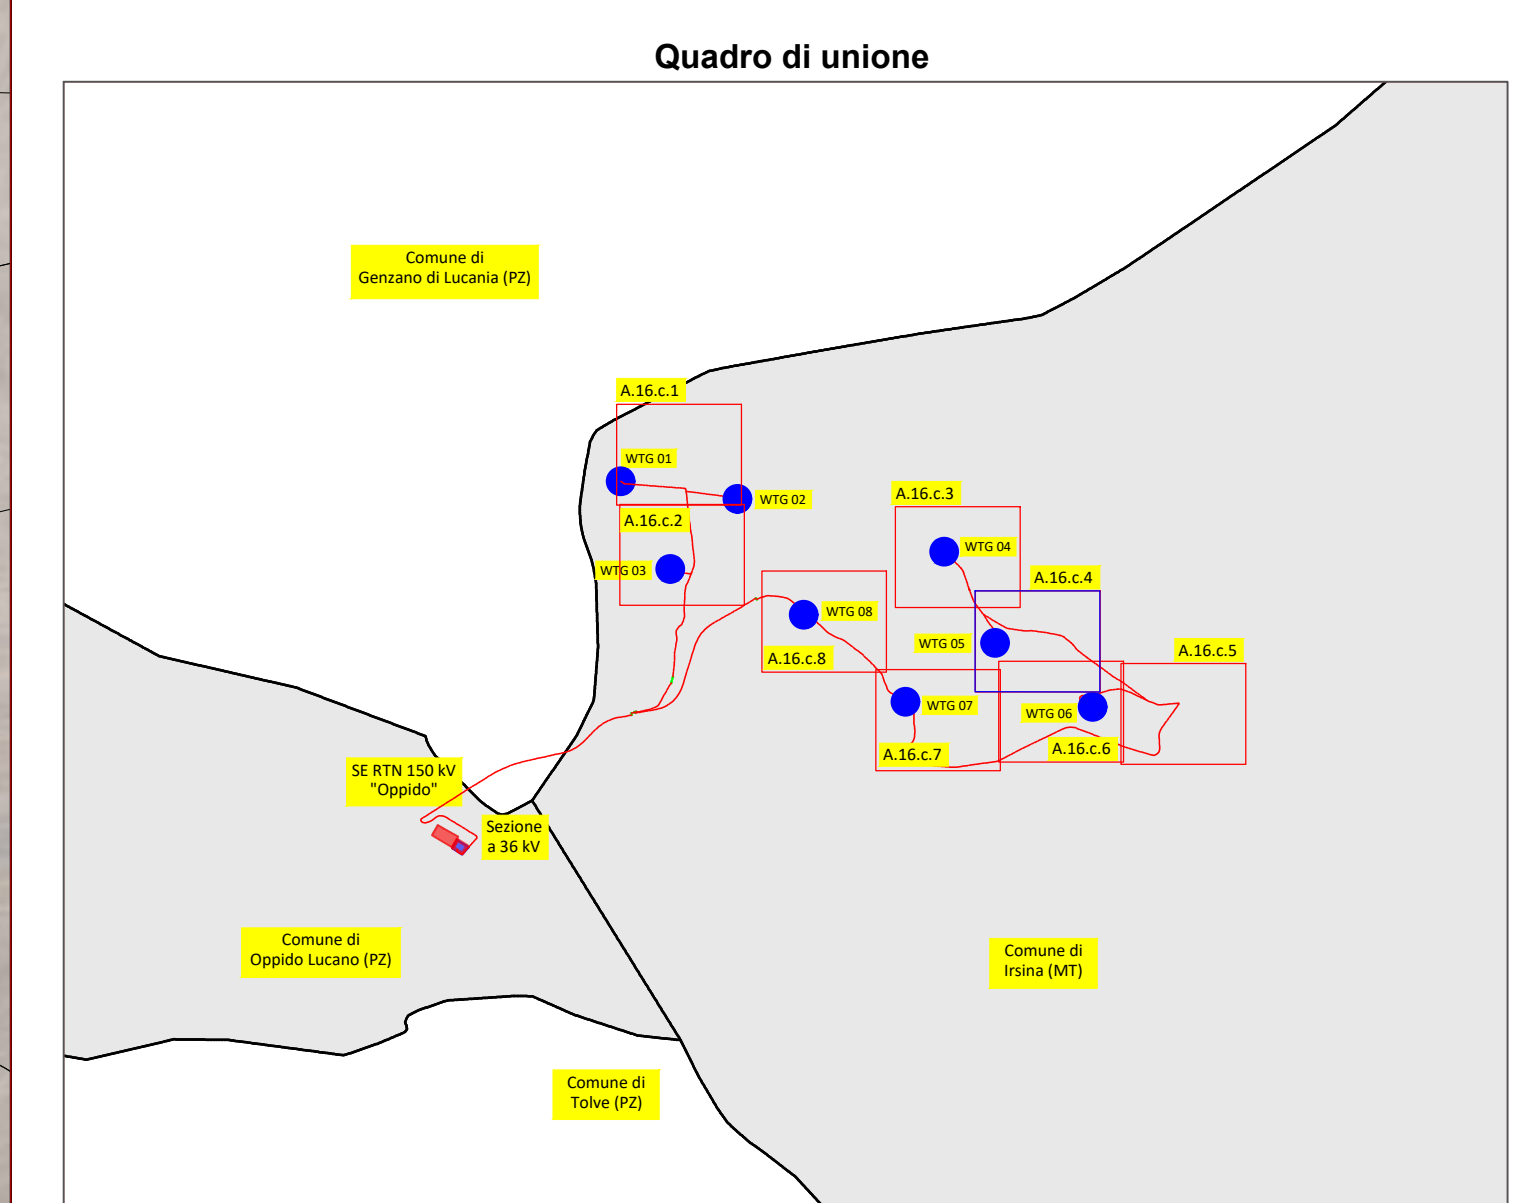 Quadro di unione
Comune di
Genzano di Lucania (PZ)
A.16.c.1
WTG 01
WTG 02
A.16.c.2
WTG 03
A.16.c.3
WTG 04
A.16.c.4
WTG 05
WTG 08
A.16.c.8
A.16.c.5
WTG 07
WTG 06
A.16.c.7
A.16.c.6
SE RTN 150 kV
"Oppido"
Sezione
a 36 kV
Comune di
Oppido Lucano (PZ)
Comune di
Irsina (MT)
Comune di
Tolve (PZ)